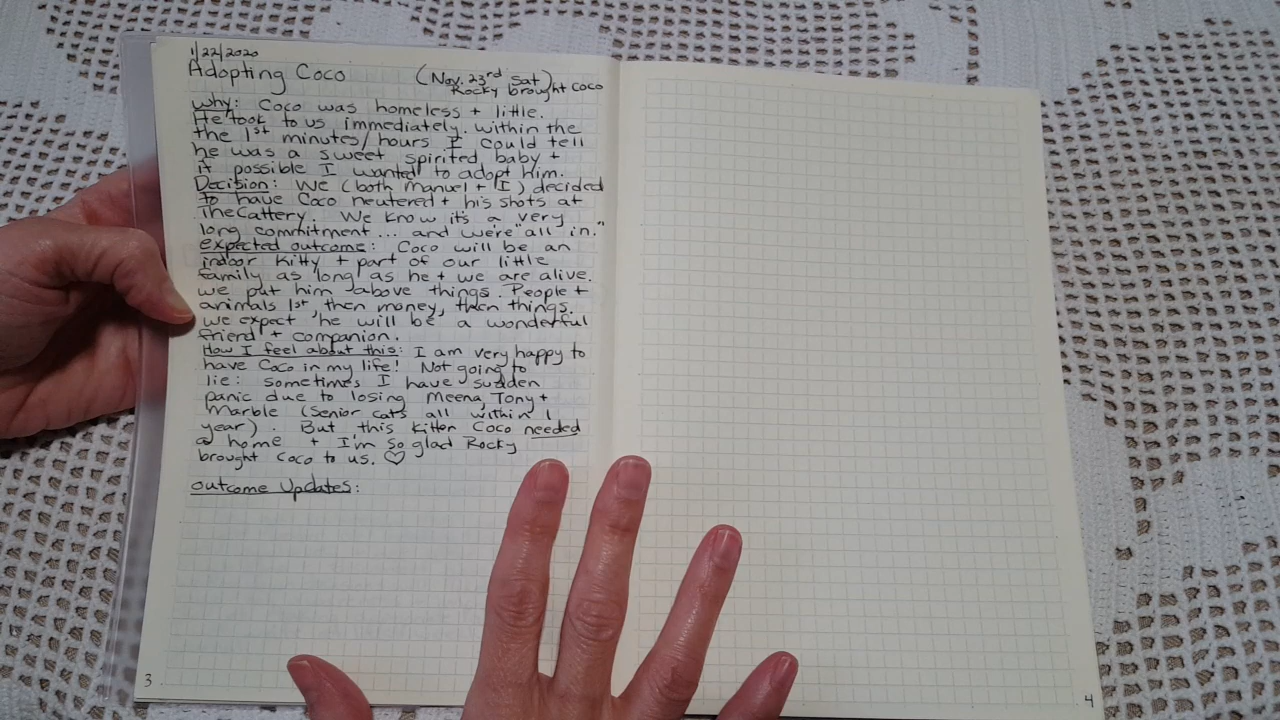 1/22/2020
Adopting Coco (Nov. 23rd sat)
Rocky brought coco
why: Coco was homeless + little.
He took to us immediately. within the
the 1st minutes/hours I could tell
he was a sweet spirited baby +
if possible I wanted to adopt him.
Decision: We (both Manuel + I) decided
to have Coco neutered + his shots at
The Cattery. We know it's a very
long commitment... and we're "all in."
expected outcome: Coco will be an
indoor kitty + part of our little
family as long as he + we are alive.
we put him above things. People +
animals 1st, then money, then things.
we expect he will be a wonderful
friend + companion.
How I feel about this: I am very happy to
have Coco in my life! Not going to
lie: sometimes I have sudden
panic due to losing Meena, Tony +
Marble (Senior cats all within 1
year). But this kitten Coco needed
a home + I'm so glad Rocky
brought Coco to us. ♡
Outcome Updates:
3
4